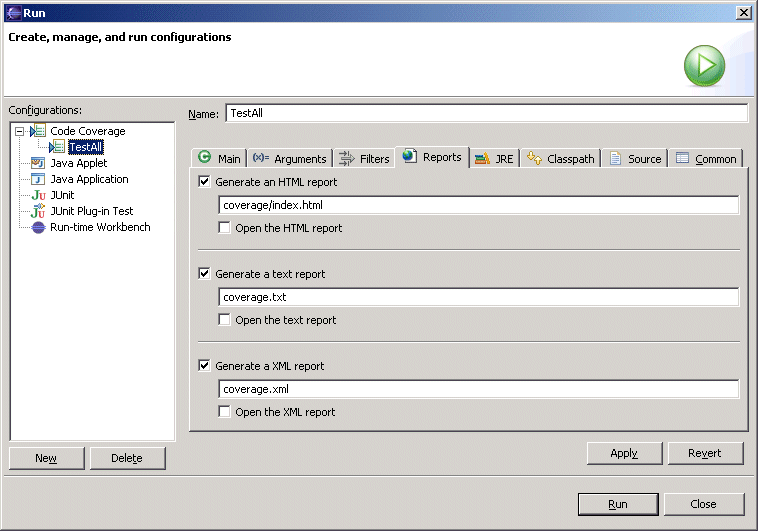 Run
Create, manage, and run configurations
Configurations:
Code Coverage
TestAll
Java Applet
Java Application
JUnit
JUnit Plug-in Test
Run-time Workbench
New
Delete
Name: TestAll
Main (x)= Arguments Filters Reports JRE Classpath Source Common
Generate an HTML report
coverage/index.html
Open the HTML report
Generate a text report
coverage.txt
Open the text report
Generate a XML report
coverage.xml
Open the XML report
Apply Revert
Run Close